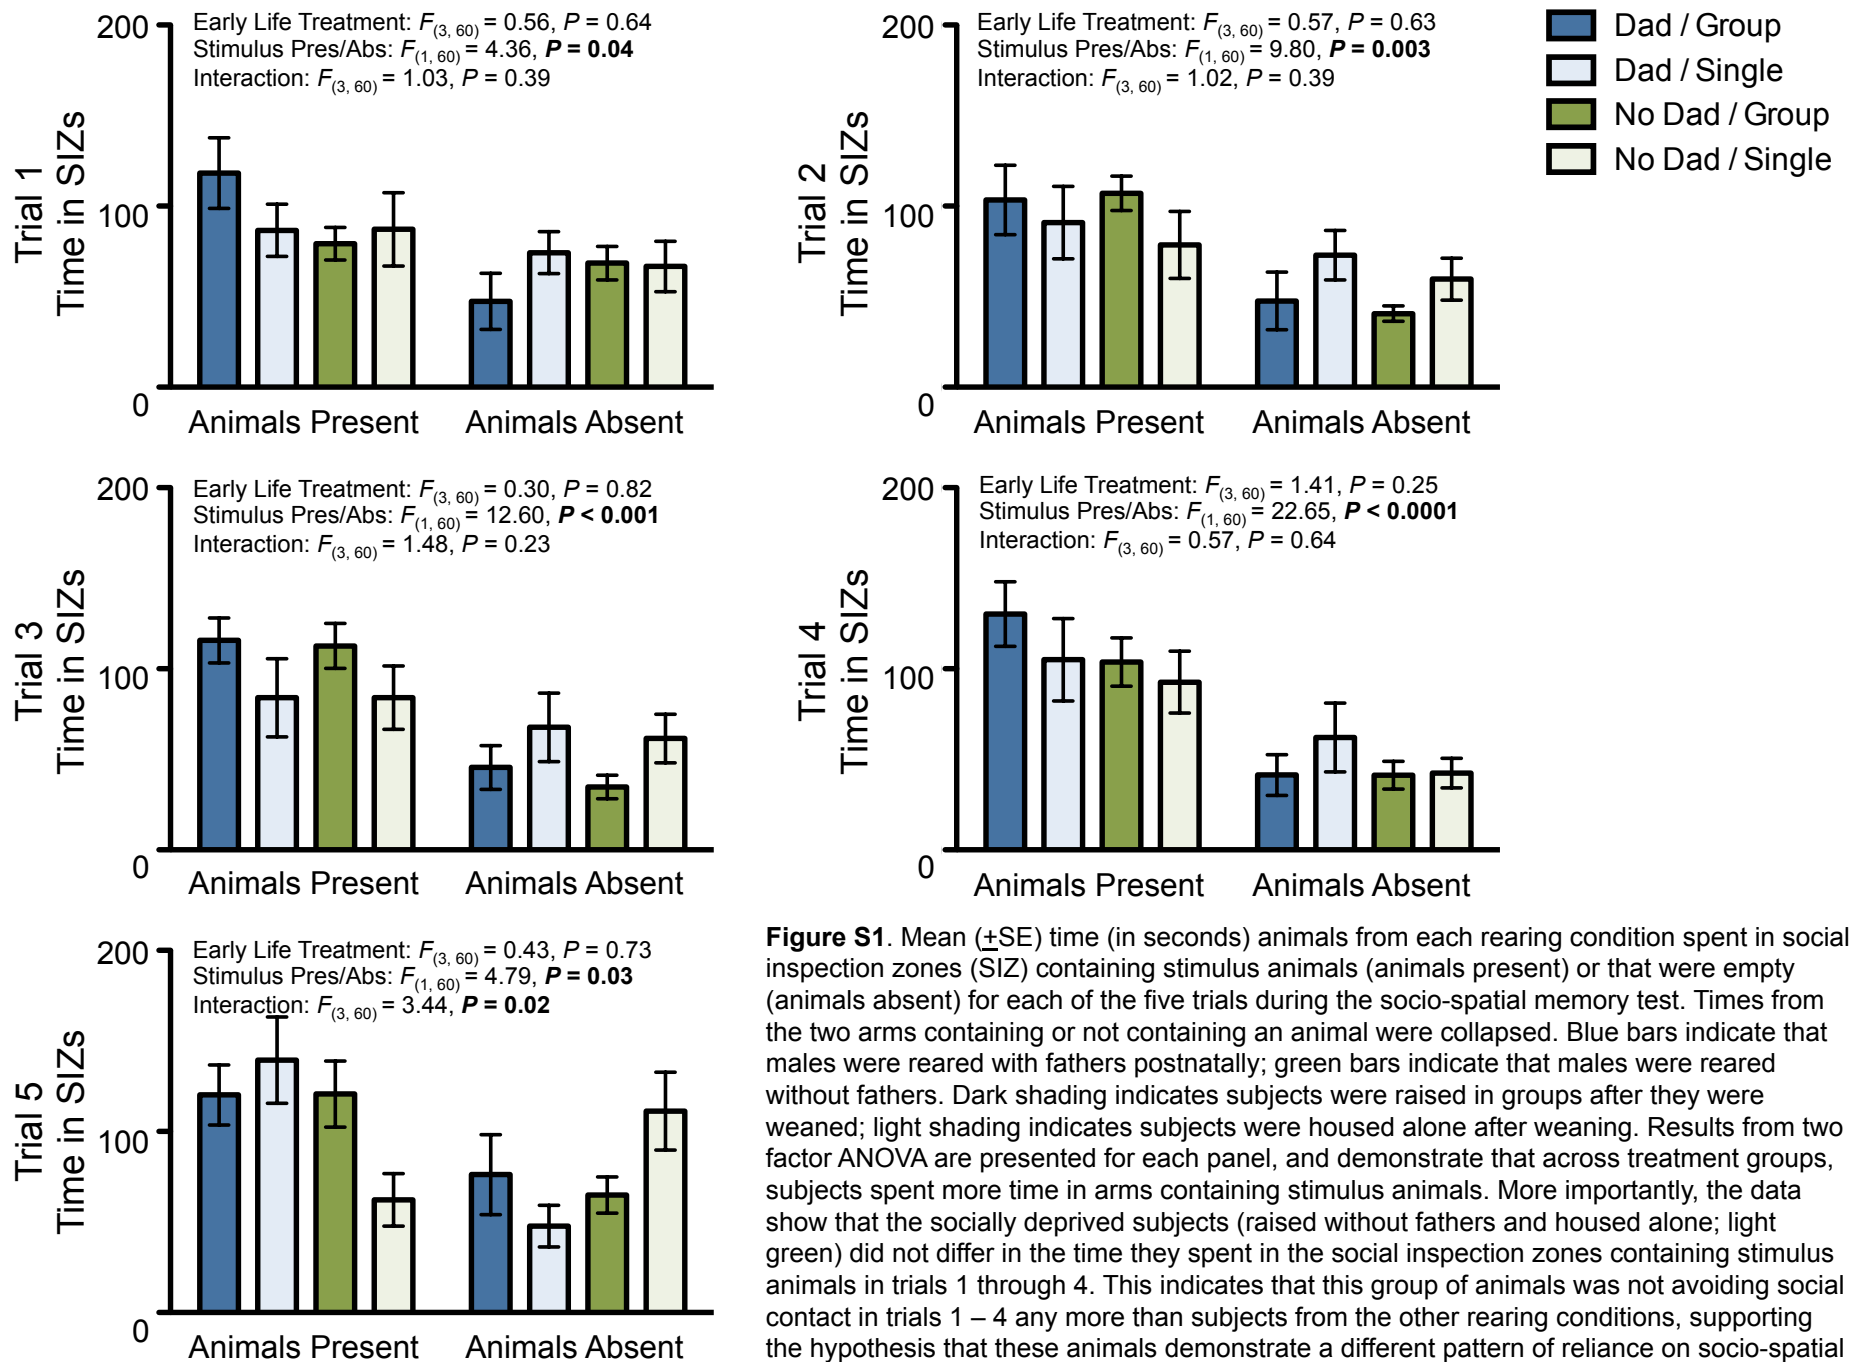 200
100
0
Trial 1
Time in SIZs
Early Life Treatment: F(3, 60) = 0.56, P = 0.64
Stimulus Pres/Abs: F(1, 60) = 4.36, P = 0.04
Interaction: F(3, 60) = 1.03, P = 0.39
Animals Present
Animals Absent
200
100
0
Trial 2
Time in SIZs
Early Life Treatment: F(3, 60) = 0.57, P = 0.63
Stimulus Pres/Abs: F(1, 60) = 9.80, P = 0.003
Interaction: F(3, 60) = 1.02, P = 0.39
Animals Present
Animals Absent
Dad / Group
Dad / Single
No Dad / Group
No Dad / Single
200
100
0
Trial 3
Time in SIZs
Early Life Treatment: F(3, 60) = 0.30, P = 0.82
Stimulus Pres/Abs: F(1, 60) = 12.60, P < 0.001
Interaction: F(3, 60) = 1.48, P = 0.23
Animals Present
Animals Absent
200
100
0
Trial 4
Time in SIZs
Early Life Treatment: F(3, 60) = 1.41, P = 0.25
Stimulus Pres/Abs: F(1, 60) = 22.65, P < 0.0001
Interaction: F(3, 60) = 0.57, P = 0.64
Animals Present
Animals Absent
200
100
0
Trial 5
Time in SIZs
Early Life Treatment: F(3, 60) = 0.43, P = 0.73
Stimulus Pres/Abs: F(1, 60) = 4.79, P = 0.03
Interaction: F(3, 60) = 3.44, P = 0.02
Animals Present
Animals Absent
Figure S1. Mean (±SE) time (in seconds) animals from each rearing condition spent in social
inspection zones (SIZ) containing stimulus animals (animals present) or that were empty
(animals absent) for each of the five trials during the socio-spatial memory test. Times from
the two arms containing or not containing an animal were collapsed. Blue bars indicate that
males were reared with fathers postnatally; green bars indicate that males were reared
without fathers. Dark shading indicates subjects were raised in groups after they were
weaned; light shading indicates subjects were housed alone after weaning. Results from two
factor ANOVA are presented for each panel, and demonstrate that across treatment groups,
subjects spent more time in arms containing stimulus animals. More importantly, the data
show that the socially deprived subjects (raised without fathers and housed alone; light
green) did not differ in the time they spent in the social inspection zones containing stimulus
animals in trials 1 through 4. This indicates that this group of animals was not avoiding social
contact in trials 1 – 4 any more than subjects from the other rearing conditions, supporting
the hypothesis that these animals demonstrate a different pattern of reliance on socio-spatial